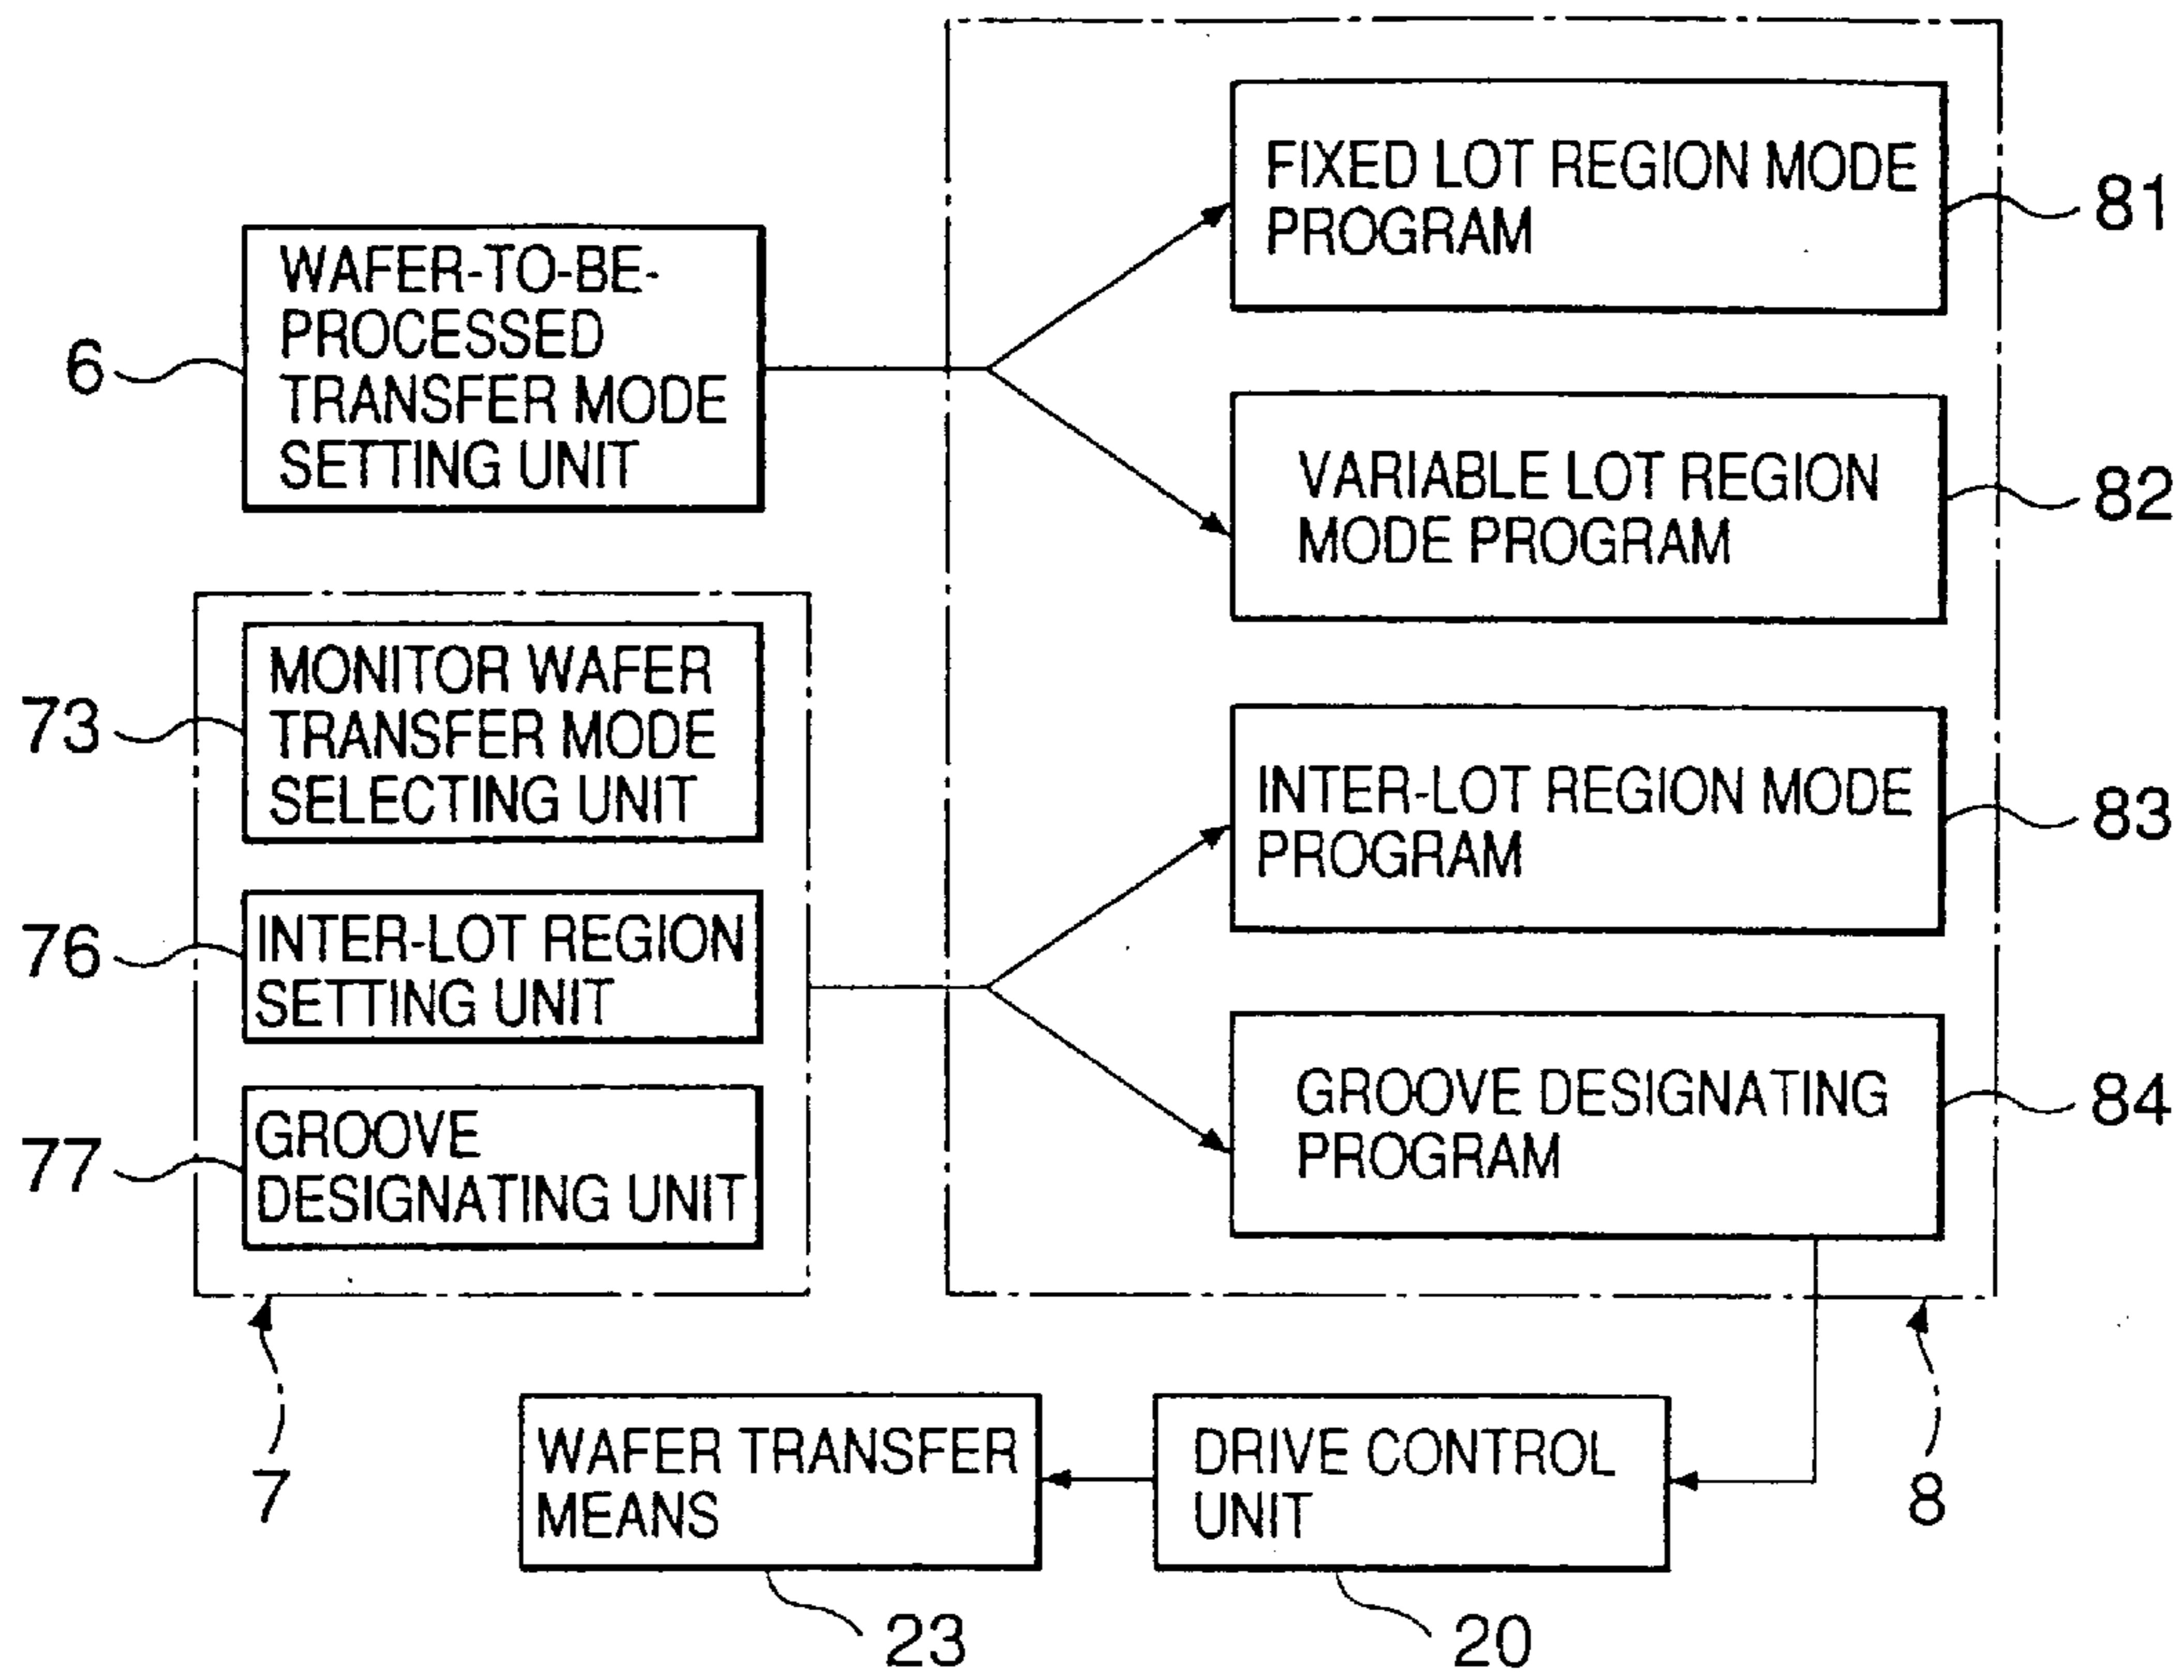 FIXED LOT REGION MODE
PROGRAM
81
WAFER-TO-BE-
PROCESSED
TRANSFER MODE
SETTING UNIT
6
VARIABLE LOT REGION
MODE PROGRAM
82
MONITOR WAFER
TRANSFER MODE
SELECTING UNIT
73
INTER-LOT REGION MODE
PROGRAM
83
INTER-LOT REGION
SETTING UNIT
76
GROOVE DESIGNATING
PROGRAM
84
GROOVE
DESIGNATING UNIT
77
7
8
WAFER TRANSFER
MEANS
23
DRIVE CONTROL
UNIT
20